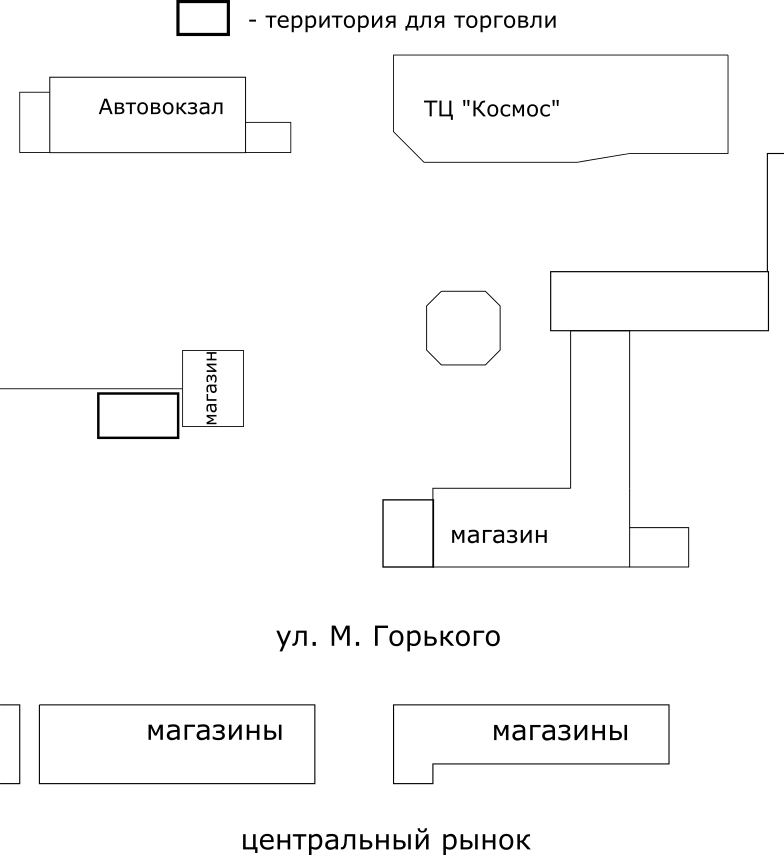 - территория для торговли
Автовокзал
ТЦ "Космос"
магазин
магазин
ул. М. Горького
магазины
магазины
центральный рынок